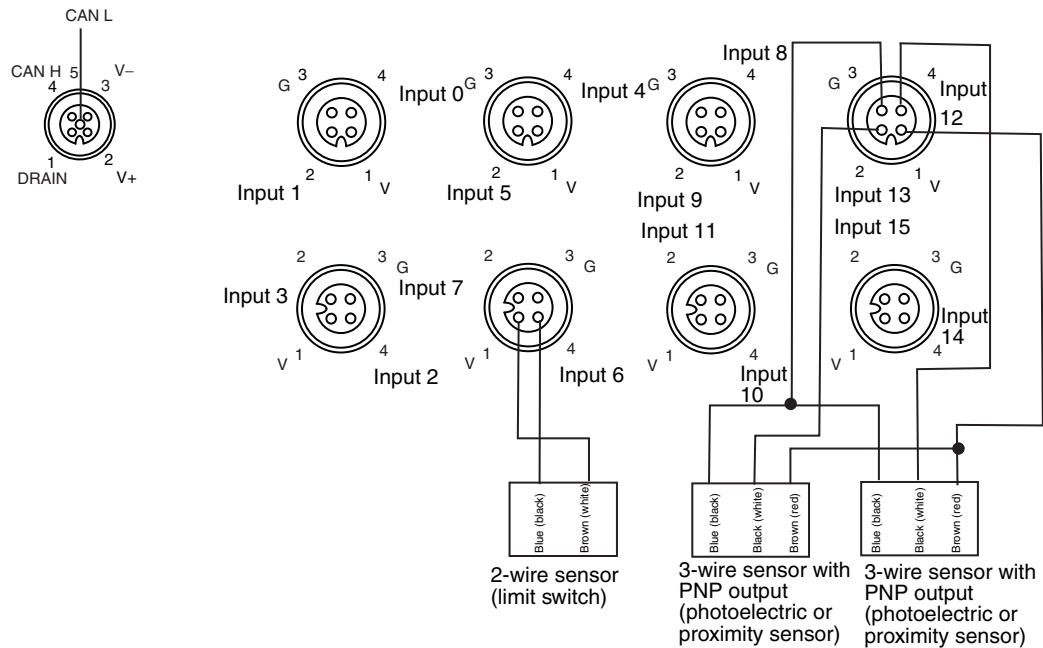 CAN L
CAN H 5 V–
4 3
1 2
DRAIN V+
G 3 4 Input 0
2 1 V
Input 1
G 3 4 Input 4
2 1 V
Input 5
Input 8
G 3 4
2 1 V
Input 9
G 3 4 Input
12
2 1 V
Input 13
2 3 G
Input 3
V 1 4
Input 2
Input 7
2 3 G
V 1 4
Input 6
Input 11
2 3 G
V 1 4
Input
10
Input 15
2 3 G
Input
14
V 1 4
Blue (black)
Brown (white)
2-wire sensor
(limit switch)
Blue (black)
Black (white)
Brown (red)
3-wire sensor with
PNP output
(photoelectric or
proximity sensor)
Blue (black)
Black (white)
Brown (red)
3-wire sensor with
PNP output
(photoelectric or
proximity sensor)